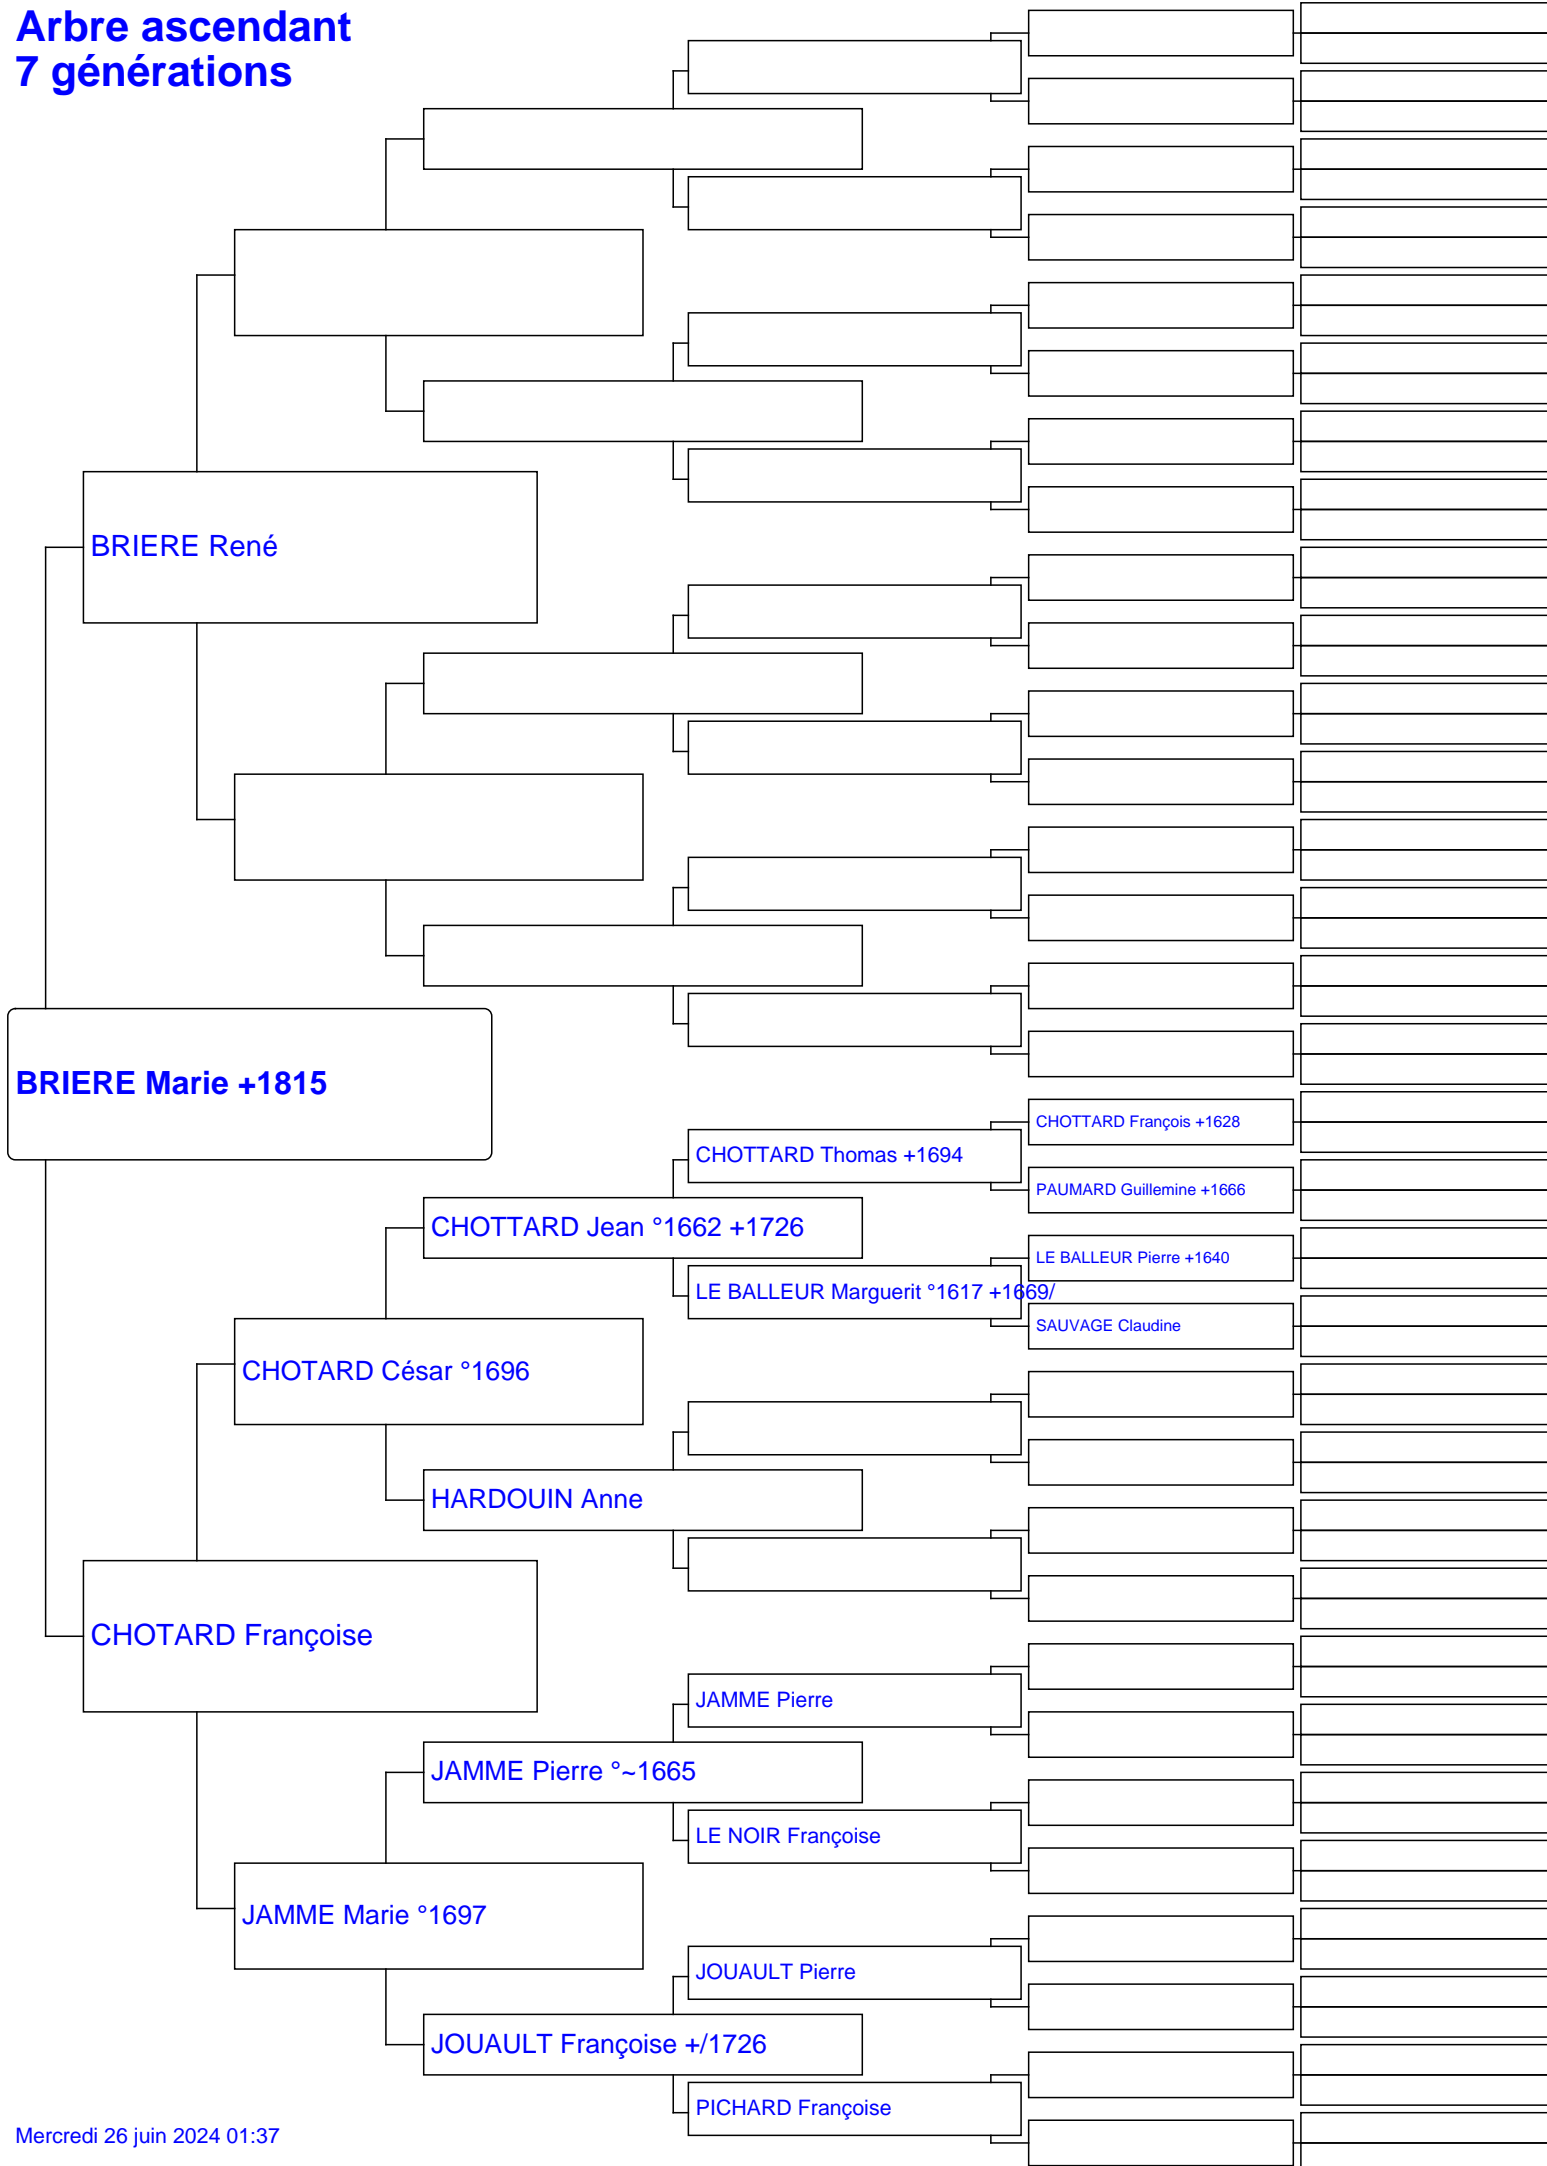 Arbre ascendant
7 générations
BRIERE René
BRIERE Marie +1815
CHOTTARD François +1628
CHOTTARD Thomas +1694
PAUMARD Guillemine +1666
CHOTTARD Jean °1662 +1726
LE BALLEUR Pierre +1640
LE BALLEUR Marguerit °1617 +1669/
SAUVAGE Claudine
CHOTARD César °1696
HARDOUIN Anne
CHOTARD Françoise
JAMME Pierre
JAMME Pierre °~1665
LE NOIR Françoise
JAMME Marie °1697
JOUAULT Pierre
JOUAULT Françoise +/1726
PICHARD Françoise
Mercredi 26 juin 2024 01:37